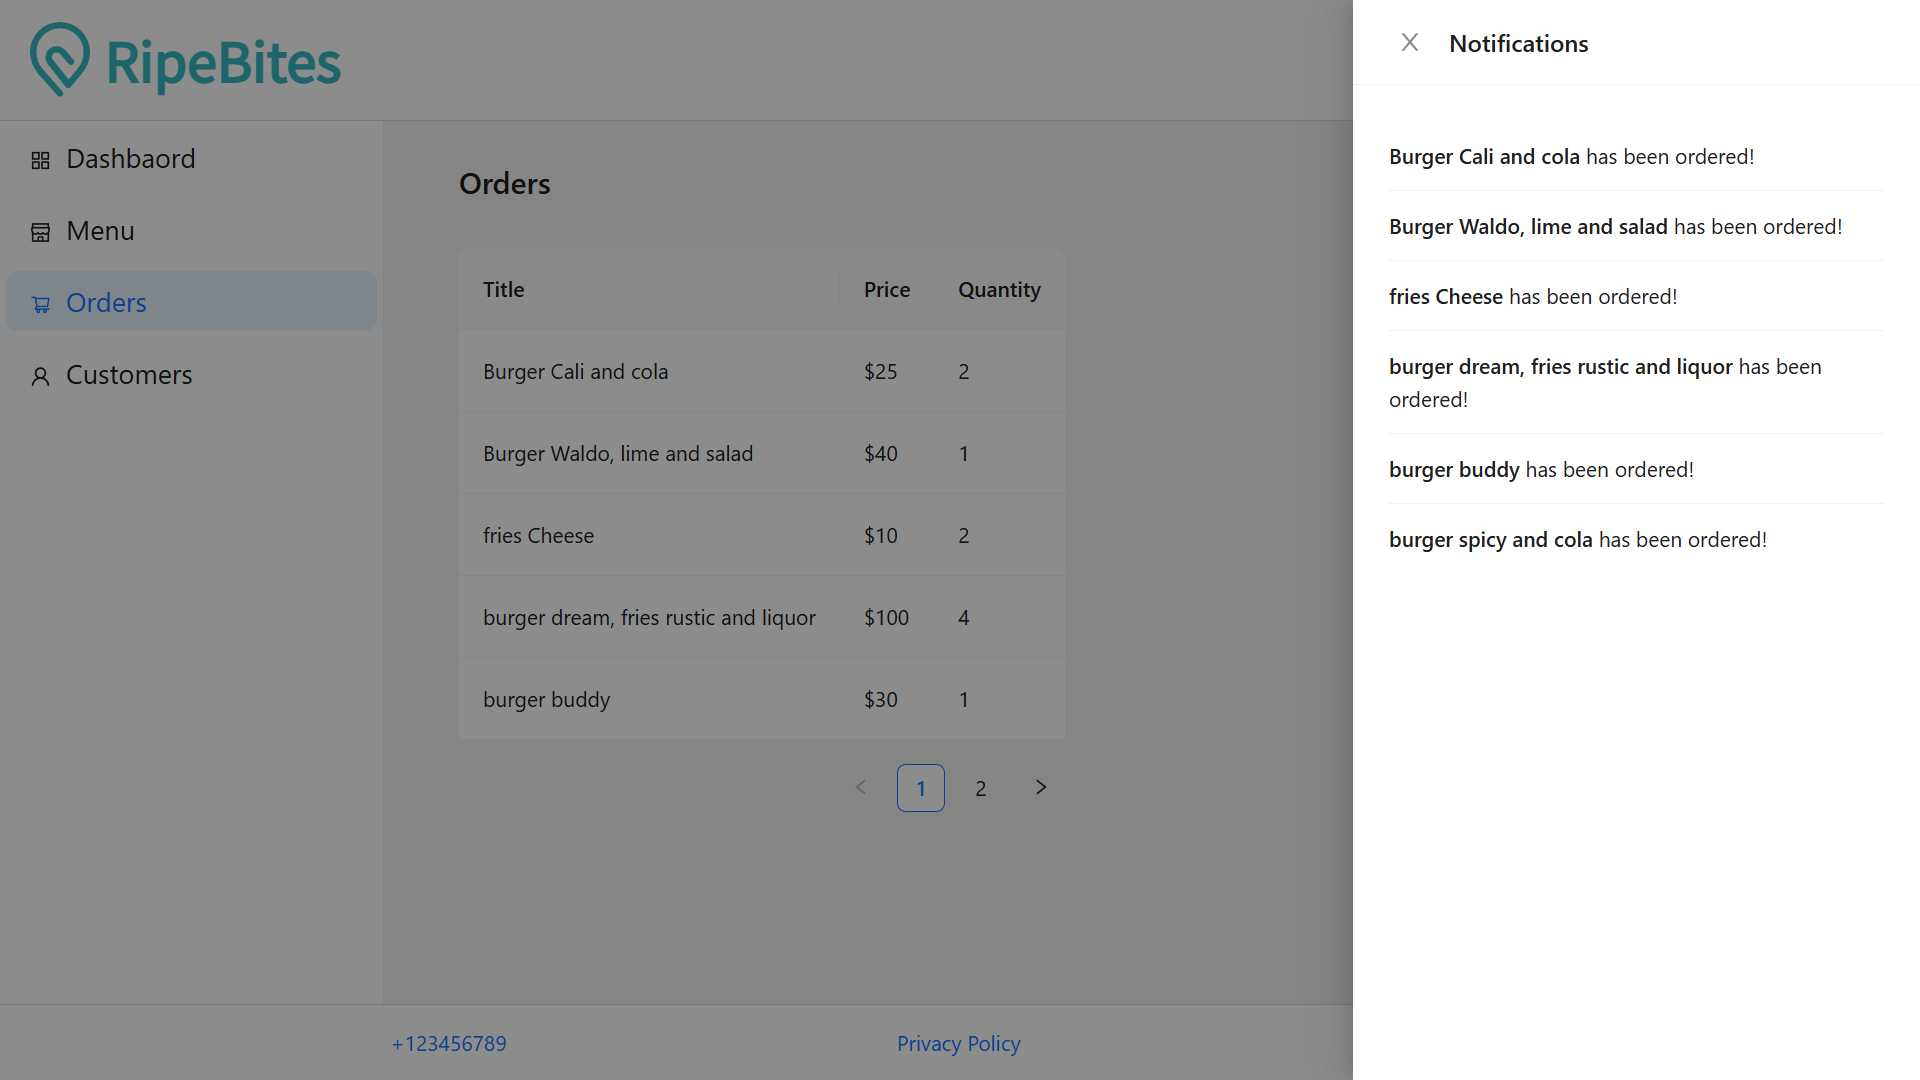 RipeBites
Dashbaord
Menu
Orders
Customers
Orders
Title Price Quantity
Burger Cali and cola $25 2
Burger Waldo, lime and salad $40 1
fries Cheese $10 2
burger dream, fries rustic and liquor $100 4
burger buddy $30 1
1 2
+123456789 Privacy Policy
Notifications
Burger Cali and cola has been ordered!
Burger Waldo, lime and salad has been ordered!
fries Cheese has been ordered!
burger dream, fries rustic and liquor has been
ordered!
burger buddy has been ordered!
burger spicy and cola has been ordered!